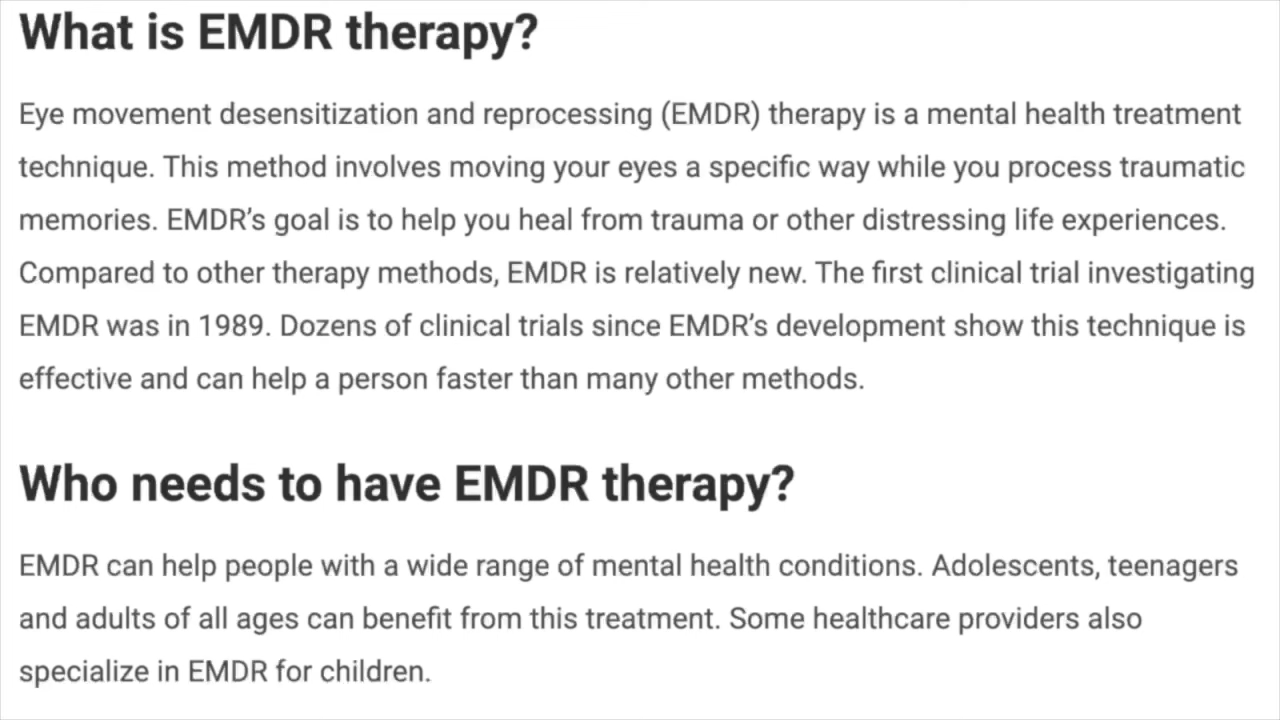 What is EMDR therapy?
Eye movement desensitization and reprocessing (EMDR) therapy is a mental health treatment
technique. This method involves moving your eyes a specific way while you process traumatic
memories. EMDR’s goal is to help you heal from trauma or other distressing life experiences.
Compared to other therapy methods, EMDR is relatively new. The first clinical trial investigating
EMDR was in 1989. Dozens of clinical trials since EMDR’s development show this technique is
effective and can help a person faster than many other methods.
Who needs to have EMDR therapy?
EMDR can help people with a wide range of mental health conditions. Adolescents, teenagers
and adults of all ages can benefit from this treatment. Some healthcare providers also
specialize in EMDR for children.